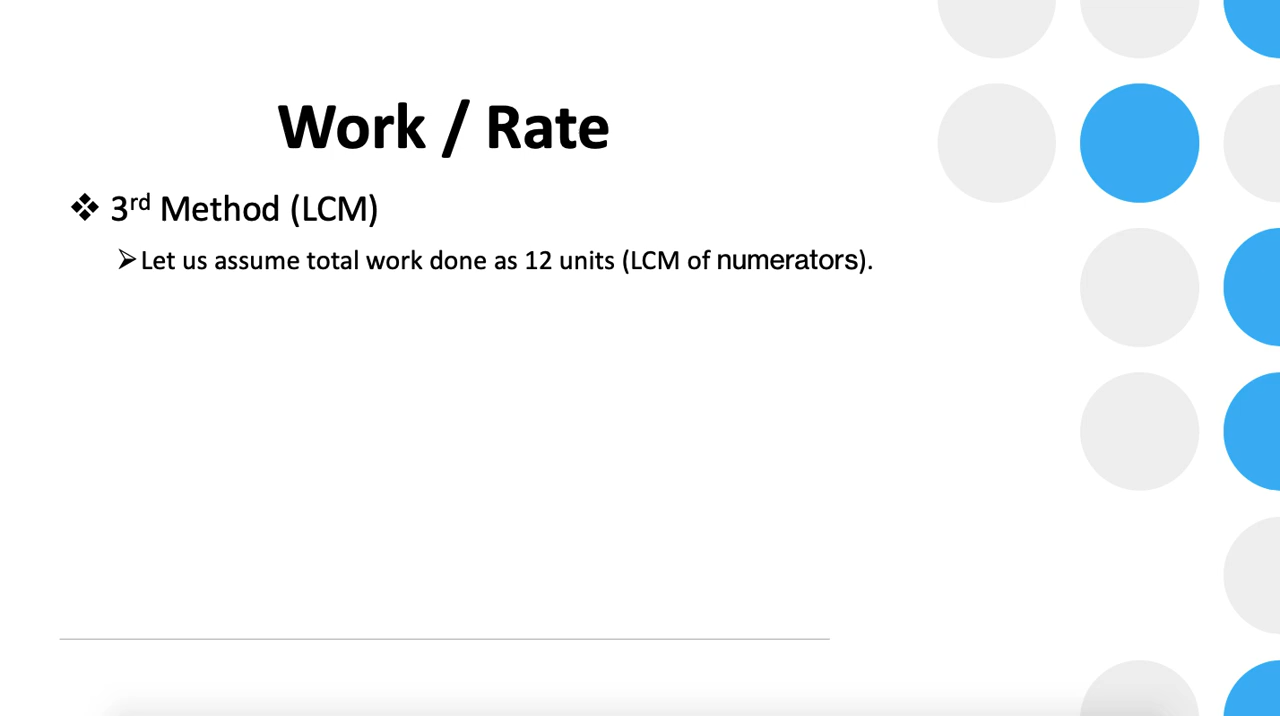 Work / Rate
❖ 3rd Method (LCM)
➢Let us assume total work done as 12 units (LCM of numerators).